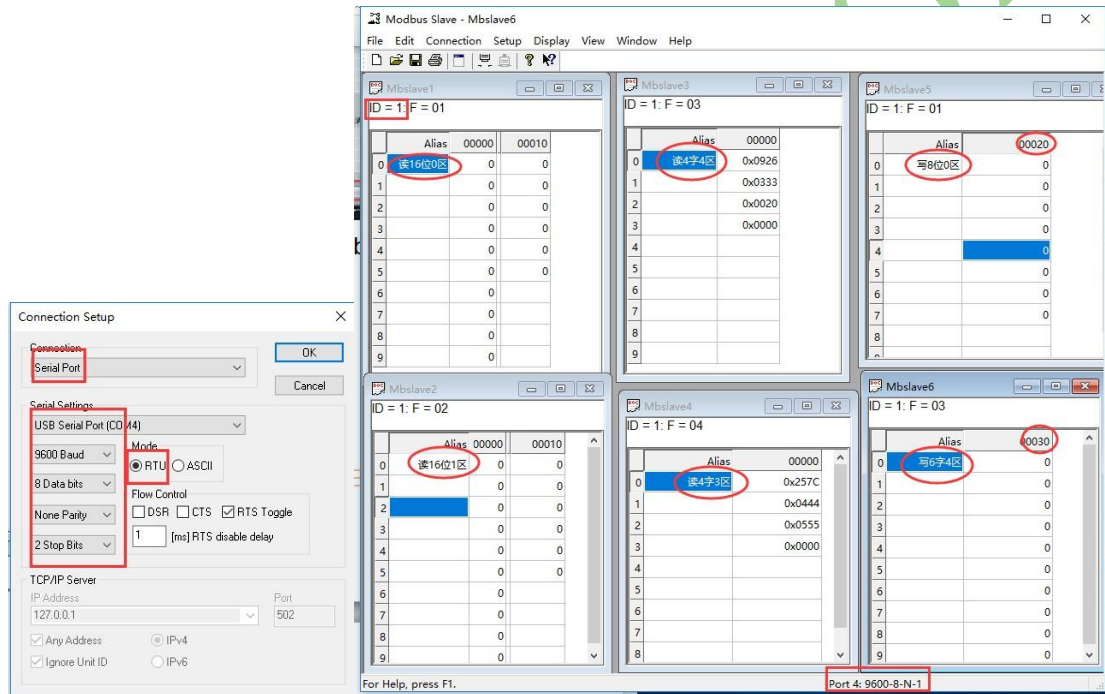 Modbus Slave - Mbslave6
File Edit Connection Setup Display View Window Help
Mbslave1
ID = 1: F = 01
Alias 00000 00010
0 读16位0区 0 0
1 0 0
2 0 0
3 0 0
4 0 0
5 0 0
6 0
7 0
8 0
9 0
Mbslave3
ID = 1: F = 03
Alias 00000
0 读4字4区 0x0926
1 0x0333
2 0x0020
3 0x0000
4
5
6
7
8
9
Mbslave5
ID = 1: F = 01
Alias 00020
0 写8位0区 0
1 0
2 0
3 0
4 0
5 0
6 0
7 0
8
Mbslave2
ID = 1: F = 02
Alias 00000 00010
0 读16位1区 0 0
1 0 0
2 0 0
3 0 0
4 0 0
5 0 0
6 0
7 0
8 0
9 0
Mbslave4
ID = 1: F = 04
Alias 00000
0 读4字3区 0x257C
1 0x0444
2 0x0555
3 0x0000
4
5
6
7
8
Mbslave6
ID = 1: F = 03
Alias 00030
0 写6字4区 0
1 0
2 0
3 0
4 0
5 0
6 0
7 0
8 0
9 0
For Help, press F1.
Port 4: 9600-8-N-1
Connection Setup
Connection
Serial Port
OK
Cancel
Serial Settings
USB Serial Port (COM4)
9600 Baud
8 Data bits
None Parity
2 Stop Bits
Mode
RTU ASCII
Flow Control
DSR CTS RTS Toggle
1 [ms] RTS disable delay
TCP/IP Server
IP Address Port
127.0.0.1 502
Any Address IPv4
Ignore Unit ID IPv6